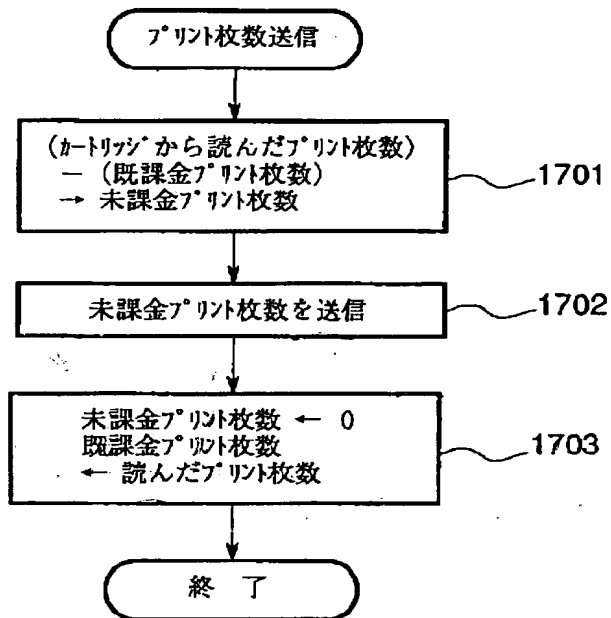 プリント枚数送信
(カートリッジから読んだプリント枚数)
− (既課金プリント枚数)
→ 未課金プリント枚数
1701
未課金プリント枚数を送信
1702
未課金プリント枚数 ← 0
既課金プリント枚数
← 読んだプリント枚数
1703
終 了